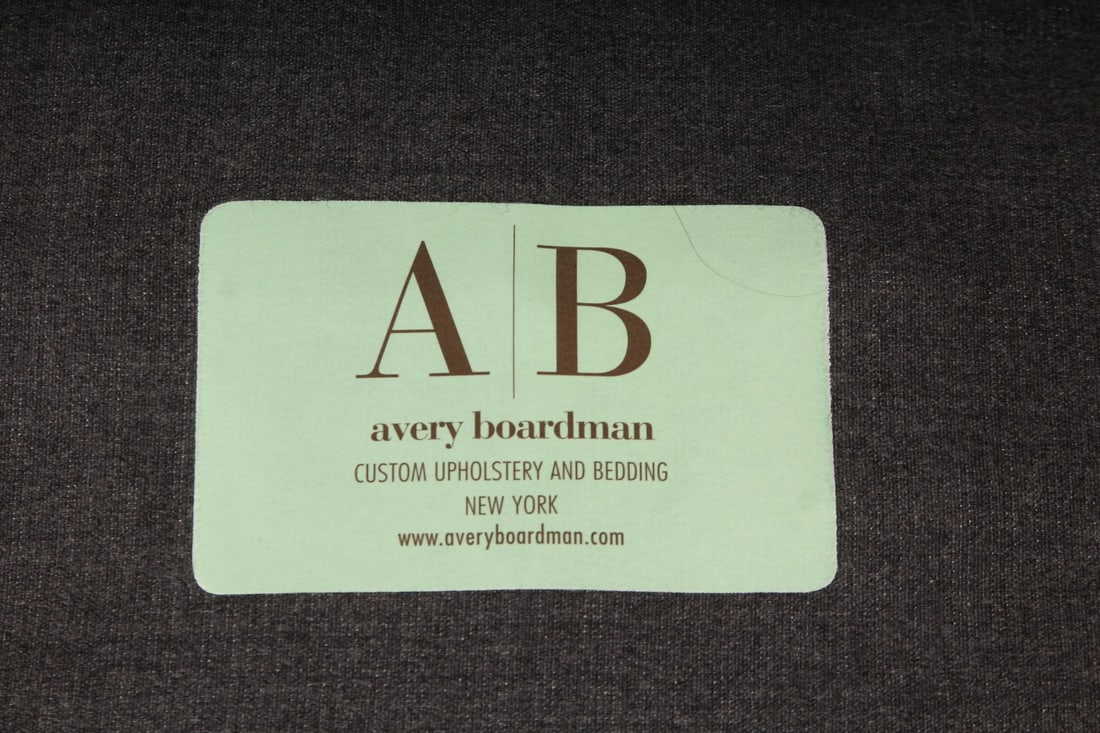 A|B
avery boardman
CUSTOM UPHOLSTERY AND BEDDING
NEW YORK
www.averyboardman.com